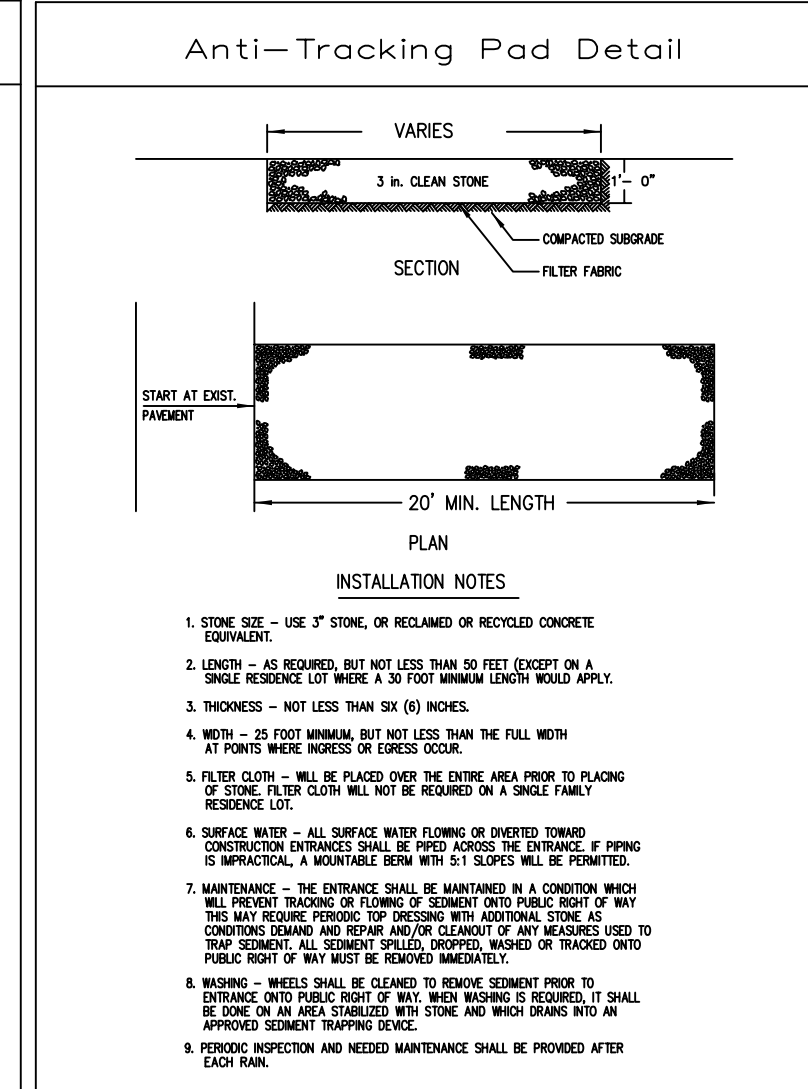 Anti-Tracking Pad Detail
VARIES
3 in. CLEAN STONE
1'- 0"
COMPACTED SUBGRADE
SECTION
FILTER FABRIC
START AT EXIST.
PAVEMENT
20' MIN. LENGTH
PLAN
INSTALLATION NOTES
1. STONE SIZE - USE 3" STONE, OR RECLAIMED OR RECYCLED CONCRETE
EQUIVALENT.
2. LENGTH - AS REQUIRED, BUT NOT LESS THAN 50 FEET (EXCEPT ON A
SINGLE RESIDENCE LOT WHERE A 30 FOOT MINIMUM LENGTH WOULD APPLY.
3. THICKNESS - NOT LESS THAN SIX (6) INCHES.
4. WIDTH - 25 FOOT MINIMUM, BUT NOT LESS THAN THE FULL WIDTH
AT POINTS WHERE INGRESS OR EGRESS OCCUR.
5. FILTER CLOTH - WILL BE PLACED OVER THE ENTIRE AREA PRIOR TO PLACING
OF STONE. FILTER CLOTH WILL NOT BE REQUIRED ON A SINGLE FAMILY
RESIDENCE LOT.
6. SURFACE WATER - ALL SURFACE WATER FLOWING OR DIVERTED TOWARD
CONSTRUCTION ENTRANCES SHALL BE PIPED ACROSS THE ENTRANCE. IF PIPING
IS IMPRACTICAL, A MOUNTABLE BERM WITH 5:1 SLOPES WILL BE PERMITTED.
7. MAINTENANCE - THE ENTRANCE SHALL BE MAINTAINED IN A CONDITION WHICH
WILL PREVENT TRACKING OR FLOWING OF SEDIMENT ONTO PUBLIC RIGHT OF WAY
THIS MAY REQUIRE PERIODIC TOP DRESSING WITH ADDITIONAL STONE AS
CONDITIONS DEMAND AND REPAIR AND/OR CLEANOUT OF ANY MEASURES USED TO
TRAP SEDIMENT. ALL SEDIMENT SPILLED, DROPPED, WASHED OR TRACKED ONTO
PUBLIC RIGHT OF WAY MUST BE REMOVED IMMEDIATELY.
8. WASHING - WHEELS SHALL BE CLEANED TO REMOVE SEDIMENT PRIOR TO
ENTRANCE ONTO PUBLIC RIGHT OF WAY. WHEN WASHING IS REQUIRED, IT SHALL
BE DONE ON AN AREA STABILIZED WITH STONE AND WHICH DRAINS INTO AN
APPROVED SEDIMENT TRAPPING DEVICE.
9. PERIODIC INSPECTION AND NEEDED MAINTENANCE SHALL BE PROVIDED AFTER
EACH RAIN.